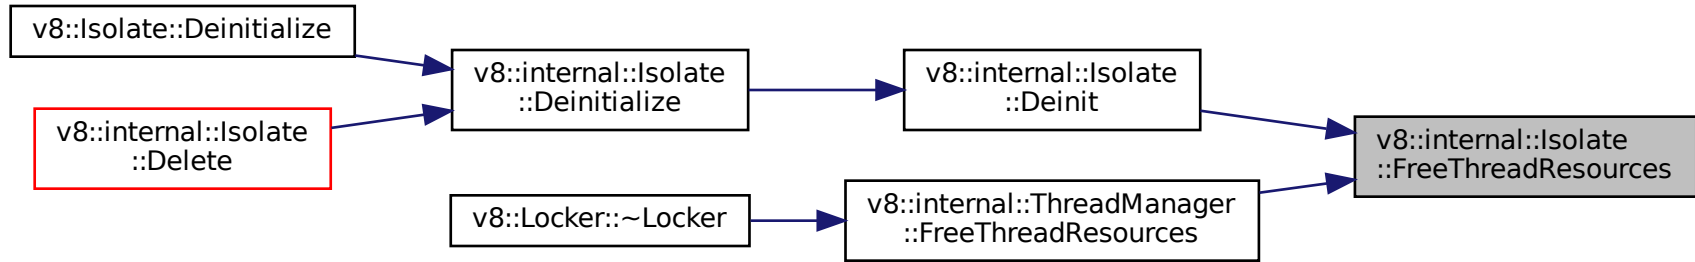 v8::Isolate::Deinitialize
v8::internal::Isolate
::Delete
v8::internal::Isolate
::Deinitialize
v8::Locker::~Locker
v8::internal::Isolate
::Deinit
v8::internal::ThreadManager
::FreeThreadResources
v8::internal::Isolate
::FreeThreadResources